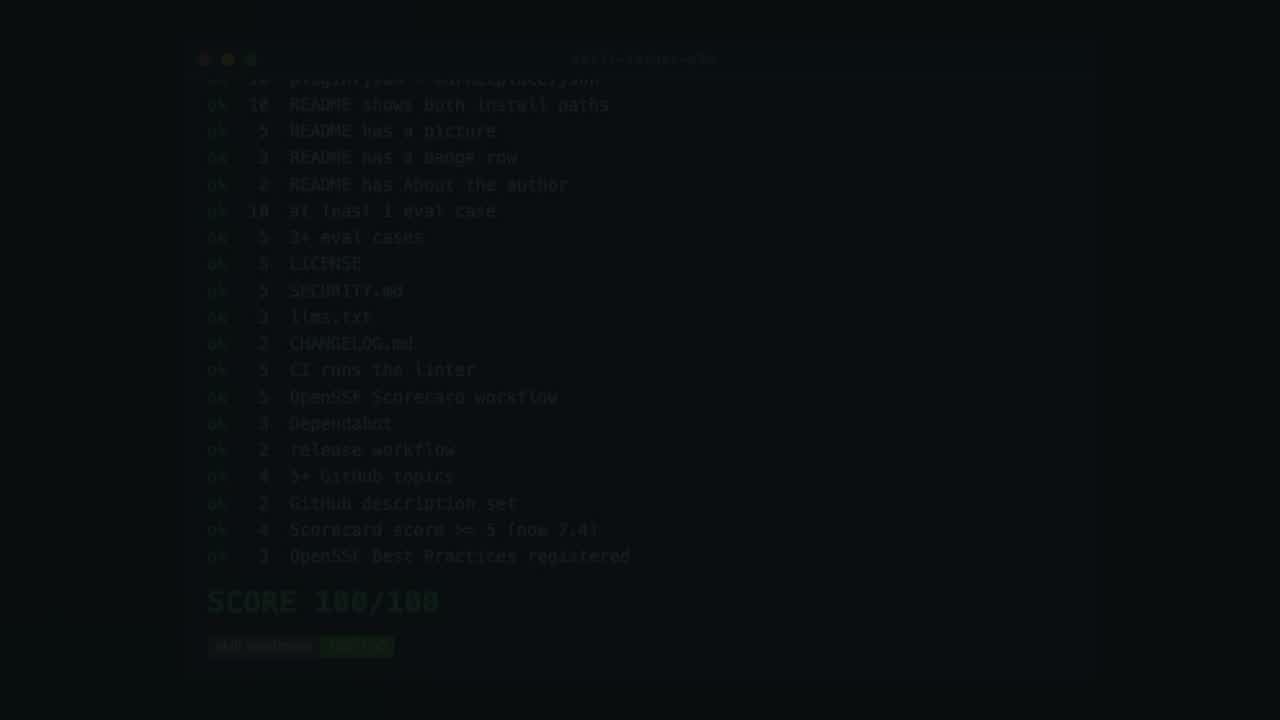 ok 10 README shows both install paths
ok 5 README has a picture
ok 3 README has a badge row
ok 2 README has About the author
ok 10 at least 1 eval case
ok 5 3+ eval cases
ok 5 LICENSE
ok 5 SECURITY.md
ok 3 llms.txt
ok 2 CHANGELOG.md
ok 5 CI runs the linter
ok 5 OpenSSF Scorecard workflow
ok 3 Dependabot
ok 2 release workflow
ok 4 5+ GitHub topics
ok 2 GitHub description set
ok 4 Scorecard score >= 5 (now 7.4)
ok 3 OpenSSF Best Practices registered
SCORE 100/100